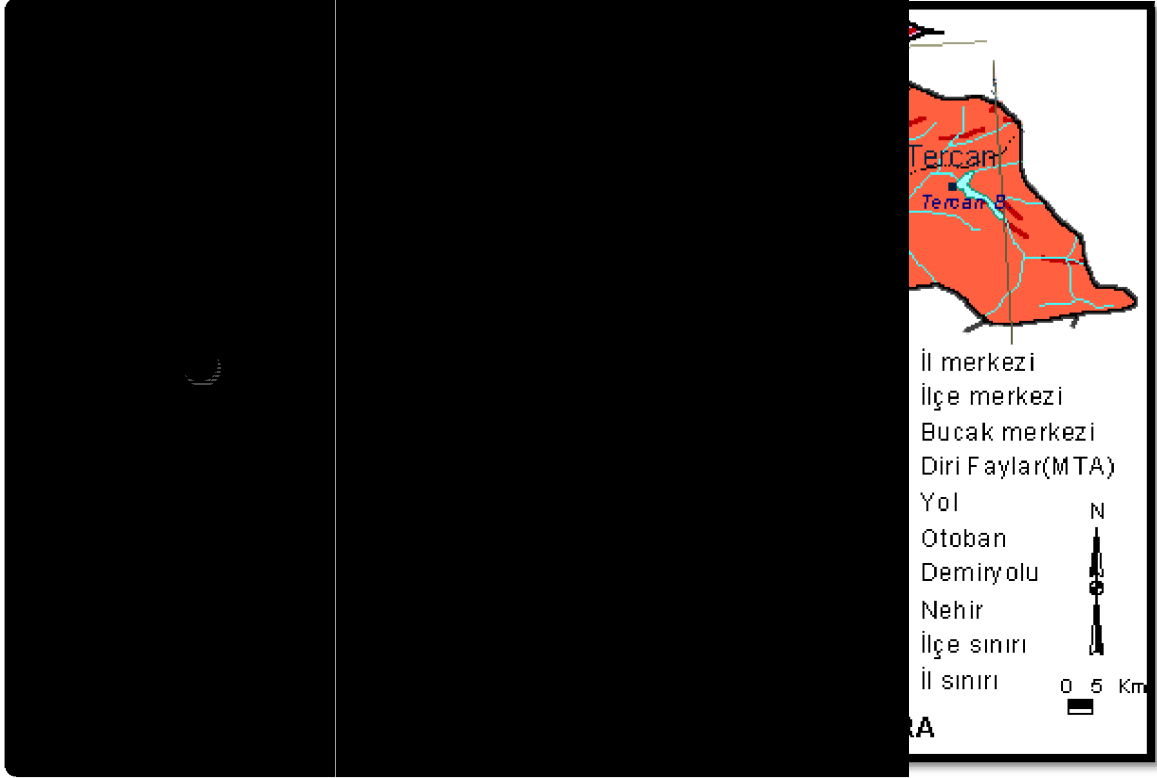 Tercan
Tercan B
İl merkezi
İlçe merkezi
Bucak merkezi
Diri Faylar(MTA)
Yol
N
Otoban
Demiryolu
Nehir
İlçe sınırı
İl sınırı
0 5 Km
RA